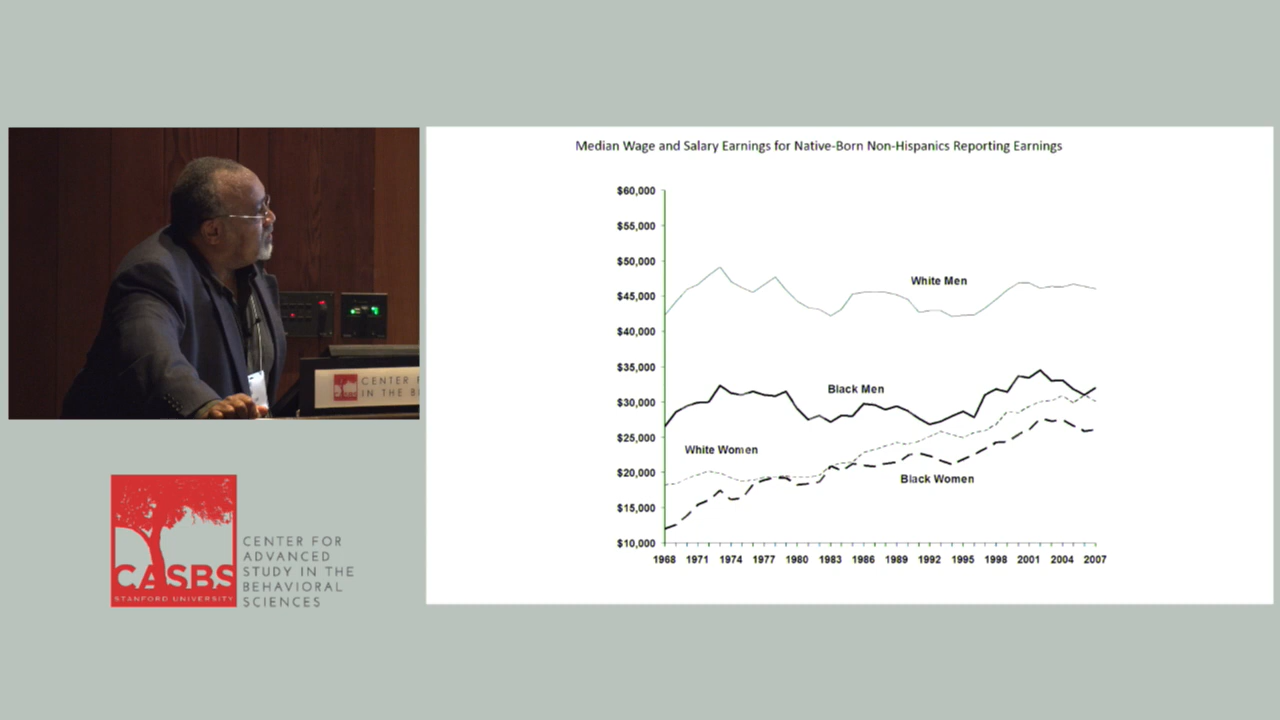 CENTER F
IN THE B
CASBS
STANFORD UNIVERSITY
CENTER FOR
ADVANCED
STUDY IN THE
BEHAVIORAL
SCIENCES
Median Wage and Salary Earnings for Native-Born Non-Hispanics Reporting Earnings
$60,000
$55,000
$50,000
$45,000
$40,000
$35,000
$30,000
$25,000
$20,000
$15,000
$10,000
White Men
Black Men
White Women
Black Women
1968 1971 1974 1977 1980 1983 1986 1989 1992 1995 1998 2001 2004 2007